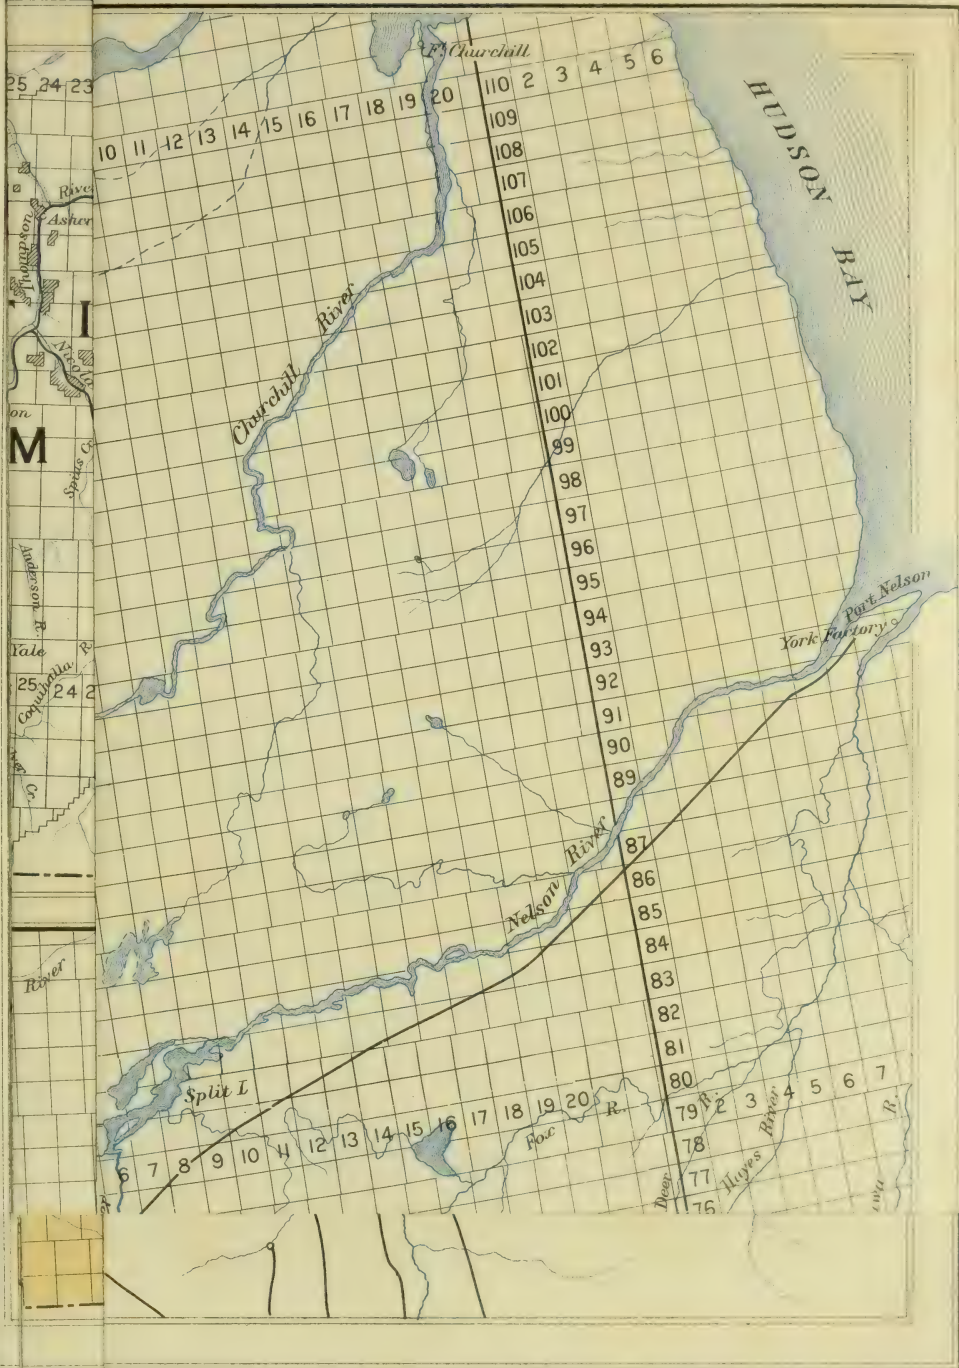 Ft Churchill
25 24 23
110 2 3 4 5 6
10 11 12 13 14 15 16 17 18 19 20
109
108
107
106
105
104
103
102
101
100
99
98
97
96
95
94
93
92
91
90
89
87
86
85
84
83
82
81
80
79 2 3 4 5 6 7
78
77
76
HUDSON BAY
River
Thompson
I
on
M
Anderson R.
Yale
Coquihalla R.
25 24 2
Cr.
River
Churchill River
Port Nelson
York Factory
Nelson River
Split L
6 7 8 9 10 11 12 13 14 15 16 17 18 19 20
Fox R.
Deer R.
Hayes River
R.